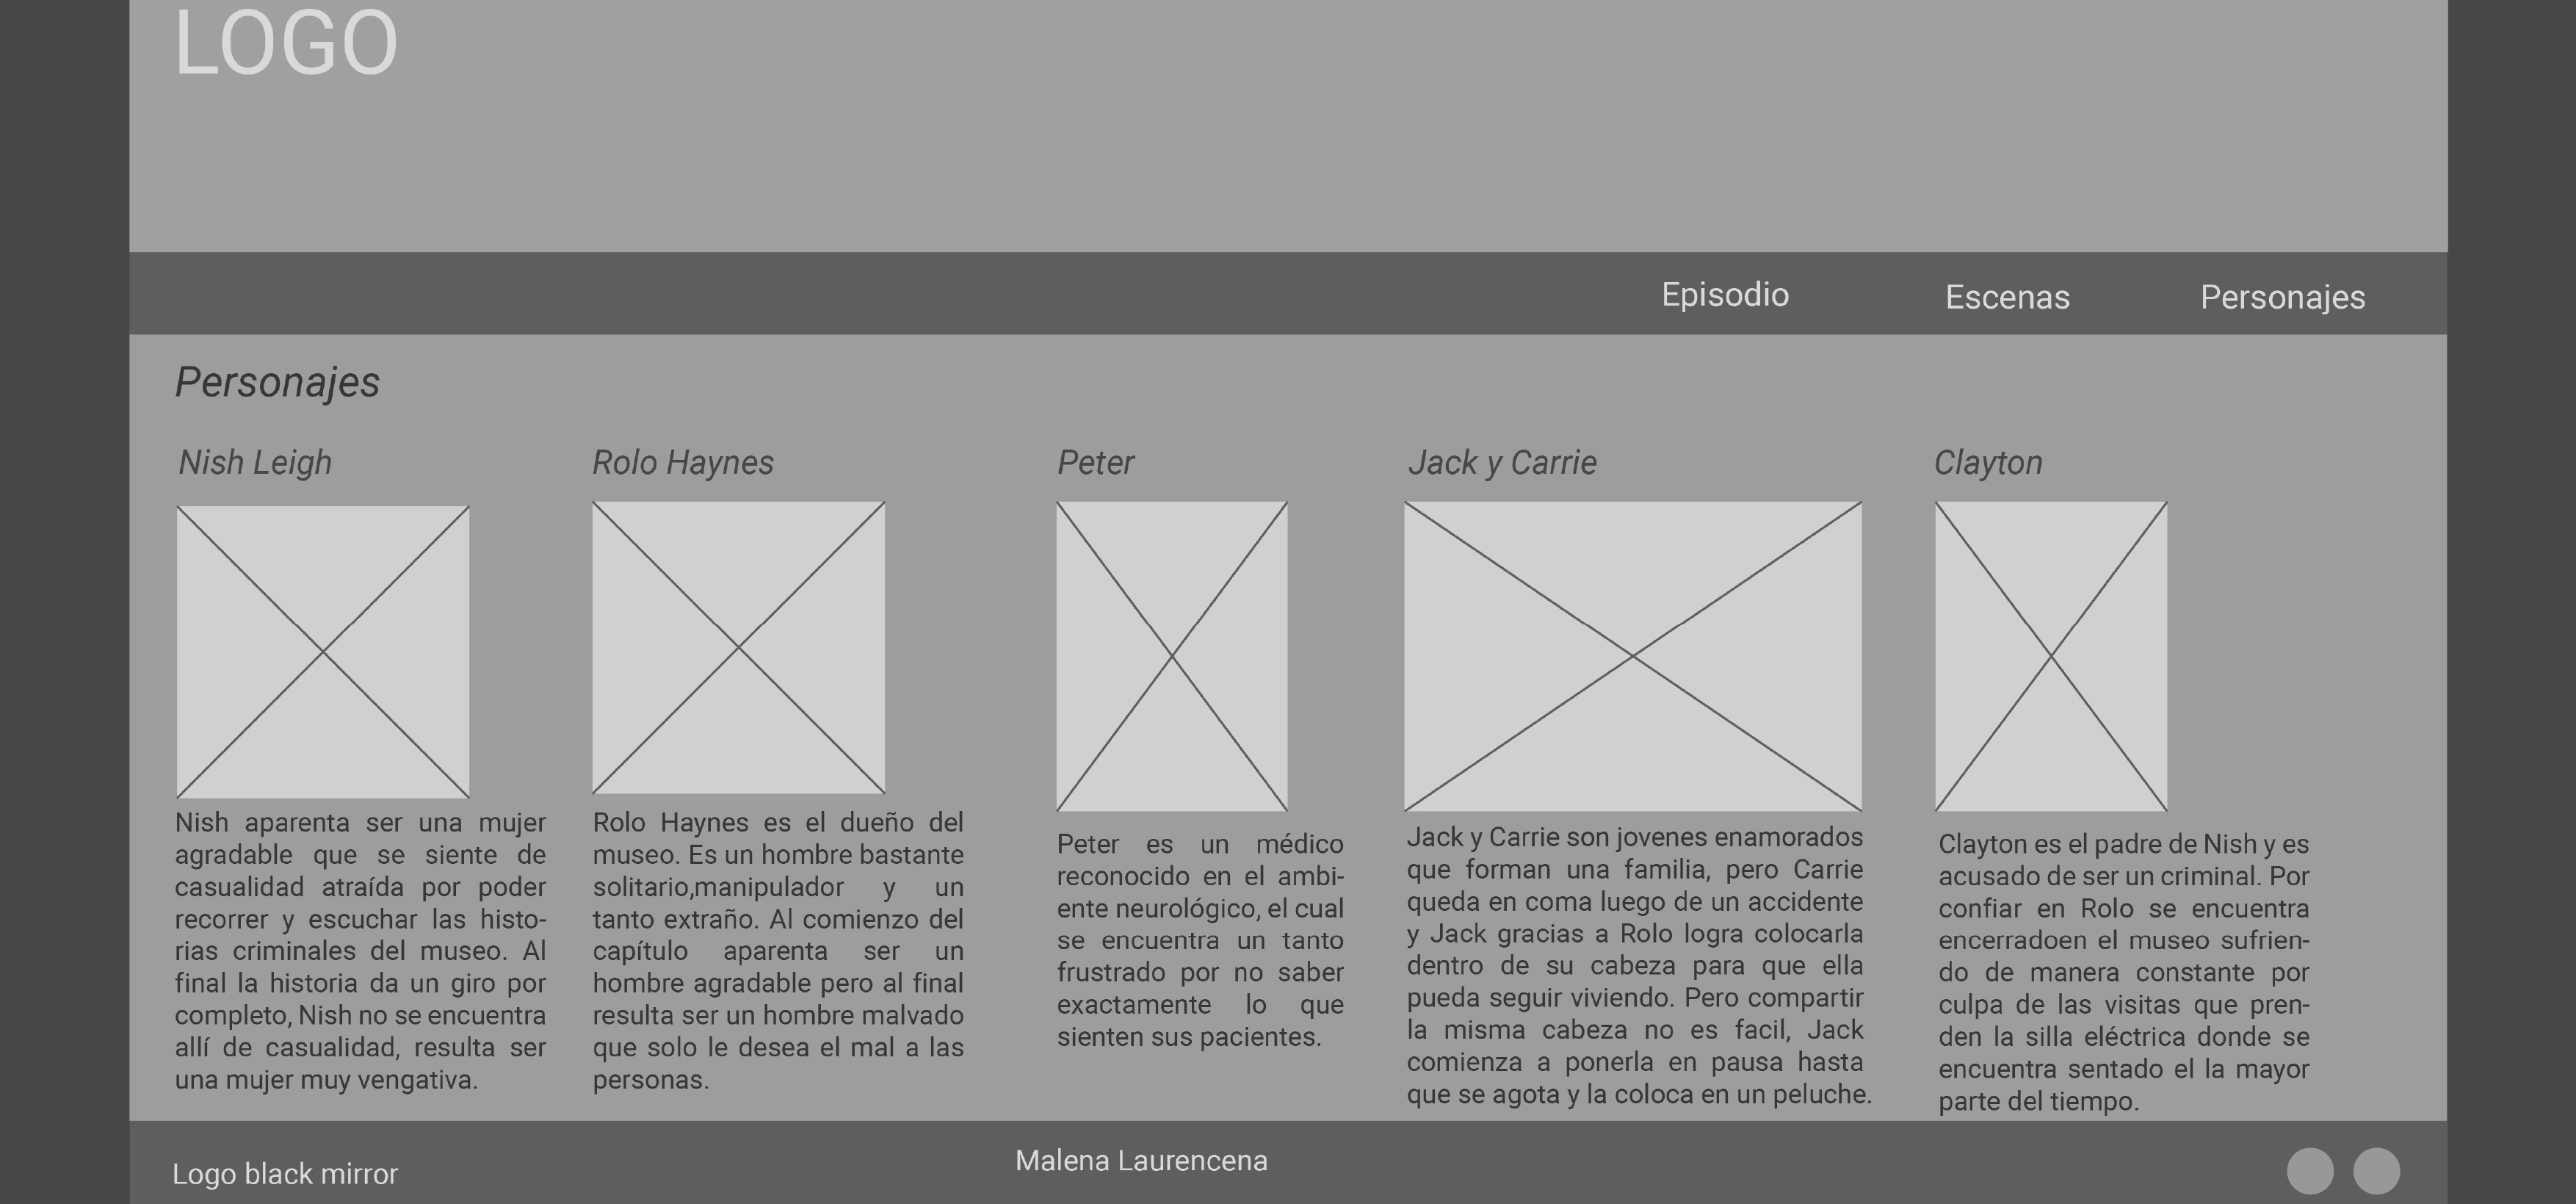 LOGO
Episodio
Escenas
Personajes
Personajes
Nish Leigh
Nish aparenta ser una mujer
agradable que se siente de
casualidad atraída por poder
recorrer y escuchar las histo-
rias criminales del museo. Al
final la historia da un giro por
completo, Nish no se encuentra
allí de casualidad, resulta ser
una mujer muy vengativa.
Rolo Haynes
Rolo Haynes es el dueño del
museo. Es un hombre bastante
solitario,manipulador y un
tanto extraño. Al comienzo del
capítulo aparenta ser un
hombre agradable pero al final
resulta ser un hombre malvado
que solo le desea el mal a las
personas.
Peter
Peter es un médico
reconocido en el ambi-
ente neurológico, el cual
se encuentra un tanto
frustrado por no saber
exactamente lo que
sienten sus pacientes.
Jack y Carrie
Jack y Carrie son jovenes enamorados
que forman una familia, pero Carrie
queda en coma luego de un accidente
y Jack gracias a Rolo logra colocarla
dentro de su cabeza para que ella
pueda seguir viviendo. Pero compartir
la misma cabeza no es facil, Jack
comienza a ponerla en pausa hasta
que se agota y la coloca en un peluche.
Clayton
Clayton es el padre de Nish y es
acusado de ser un criminal. Por
confiar en Rolo se encuentra
encerradoen el museo sufrien-
do de manera constante por
culpa de las visitas que pren-
den la silla eléctrica donde se
encuentra sentado el la mayor
parte del tiempo.
Logo black mirror
Malena Laurencena